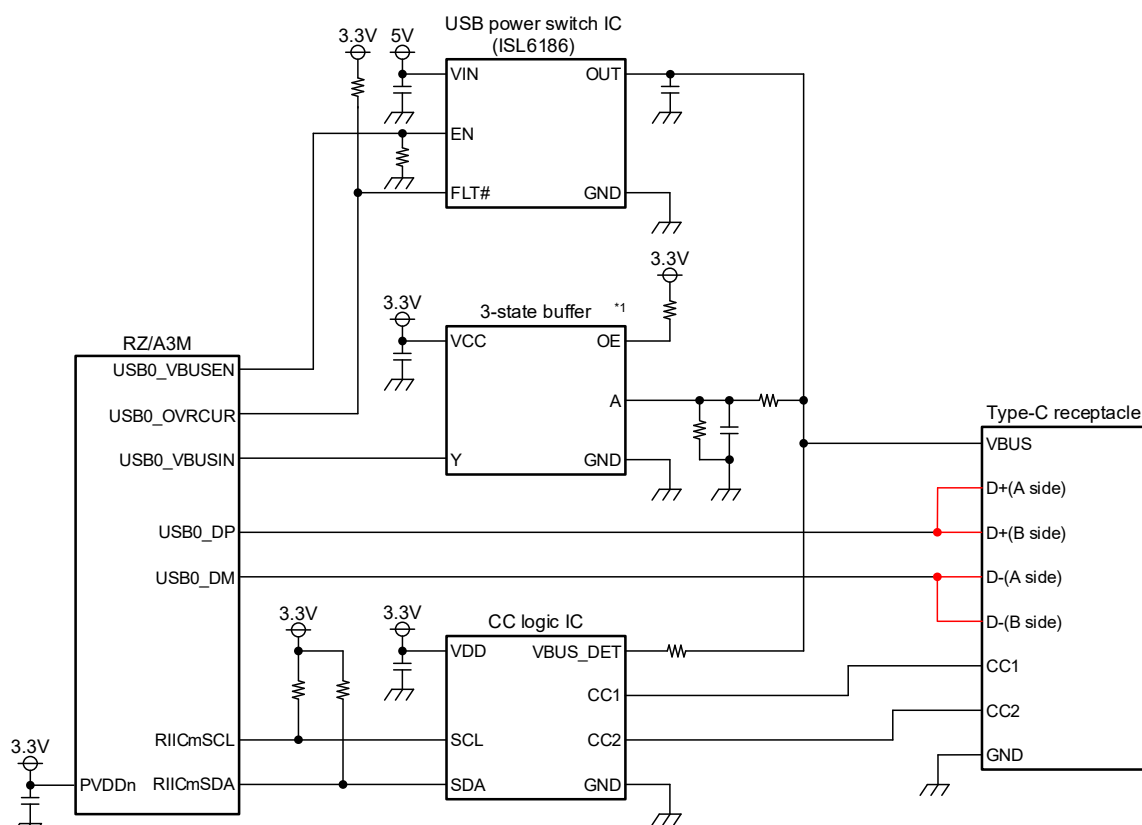 USB power switch IC
(ISL6186)
3.3V
5V
VIN
OUT
EN
FLT#
GND
3.3V
3-state buffer
*1
3.3V
VCC
OE
A
Y
GND
RZ/A3M
USB0_VBUSEN
USB0_OVRCUR
USB0_VBUSIN
USB0_DP
USB0_DM
RIICmSCL
RIICmSDA
PVDDn
3.3V
3.3V
3.3V
CC logic IC
VDD
VBUS_DET
CC1
SCL
CC2
SDA
GND
Type-C receptacle
VBUS
D+(A side)
D+(B side)
D-(A side)
D-(B side)
CC1
CC2
GND